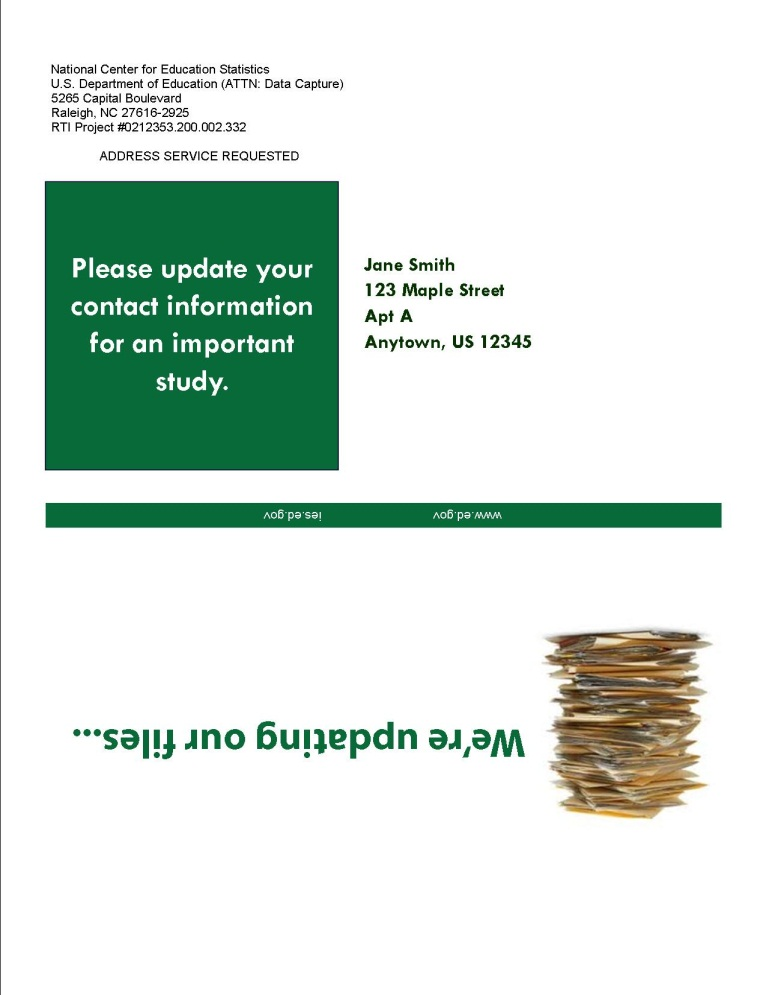 National Center for Education Statistics
U.S. Department of Education (ATTN: Data Capture)
5265 Capital Boulevard
Raleigh, NC 27616-2925
RTI Project #0212353.200.002.332
ADDRESS SERVICE REQUESTED
Please update your
contact information
for an important
study.
Jane Smith
123 Maple Street
Apt A
Anytown, US 12345
www.ed.gov ies.ed.gov
We're updating our files...